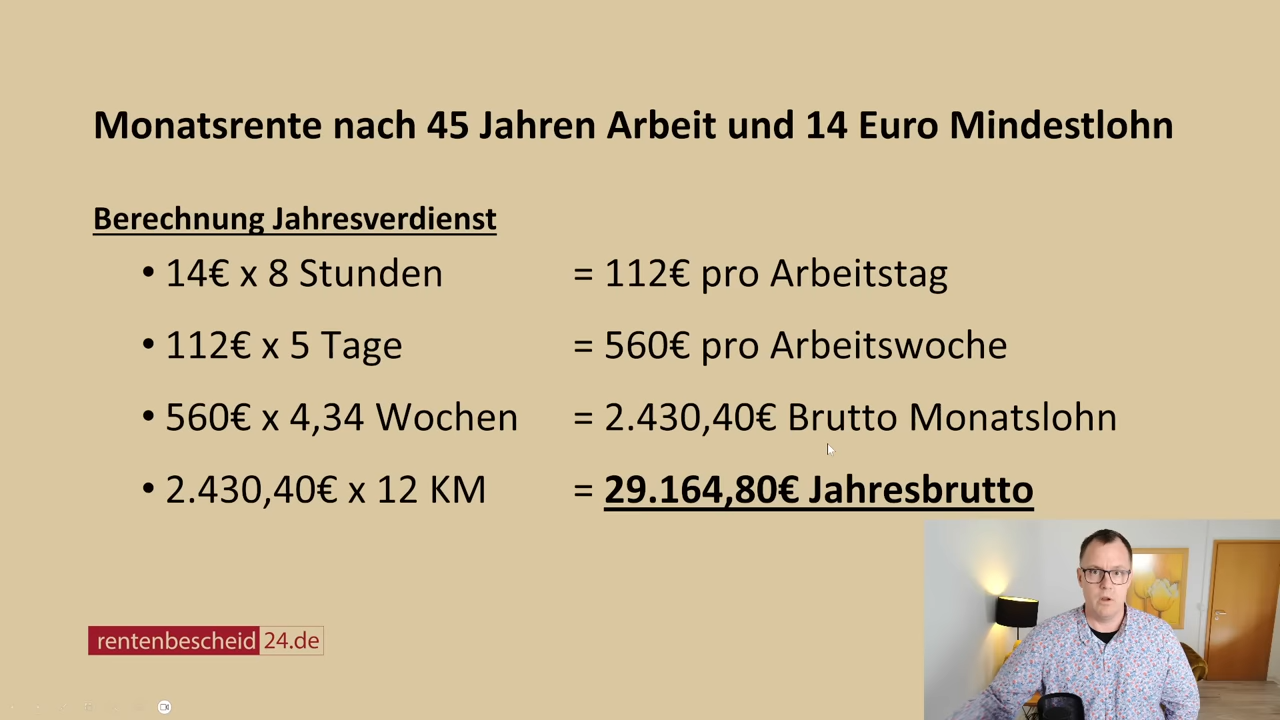 Monatsrente nach 45 Jahren Arbeit und 14 Euro Mindestlohn
Berechnung Jahresverdienst
• 14€ x 8 Stunden = 112€ pro Arbeitstag
• 112€ x 5 Tage = 560€ pro Arbeitswoche
• 560€ x 4,34 Wochen = 2.430,40€ Brutto Monatslohn
• 2.430,40€ x 12 KM = 29.164,80€ Jahresbrutto
rentenbescheid 24.de